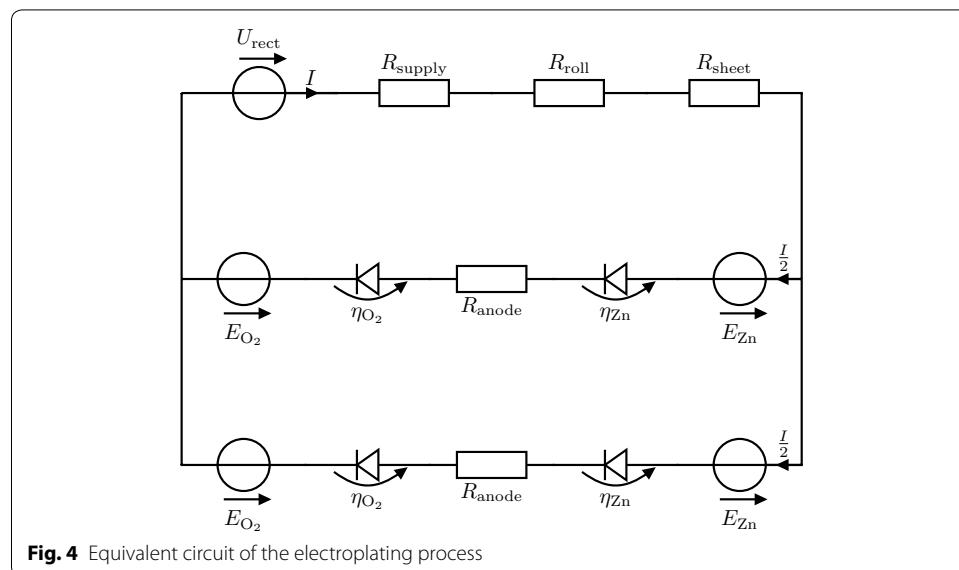 U_rect
I
R_supply R_roll R_sheet
I/2
E_O₂ η_O₂ R_anode η_Zn E_Zn
I/2
E_O₂ η_O₂ R_anode η_Zn E_Zn
Fig. 4 Equivalent circuit of the electroplating process